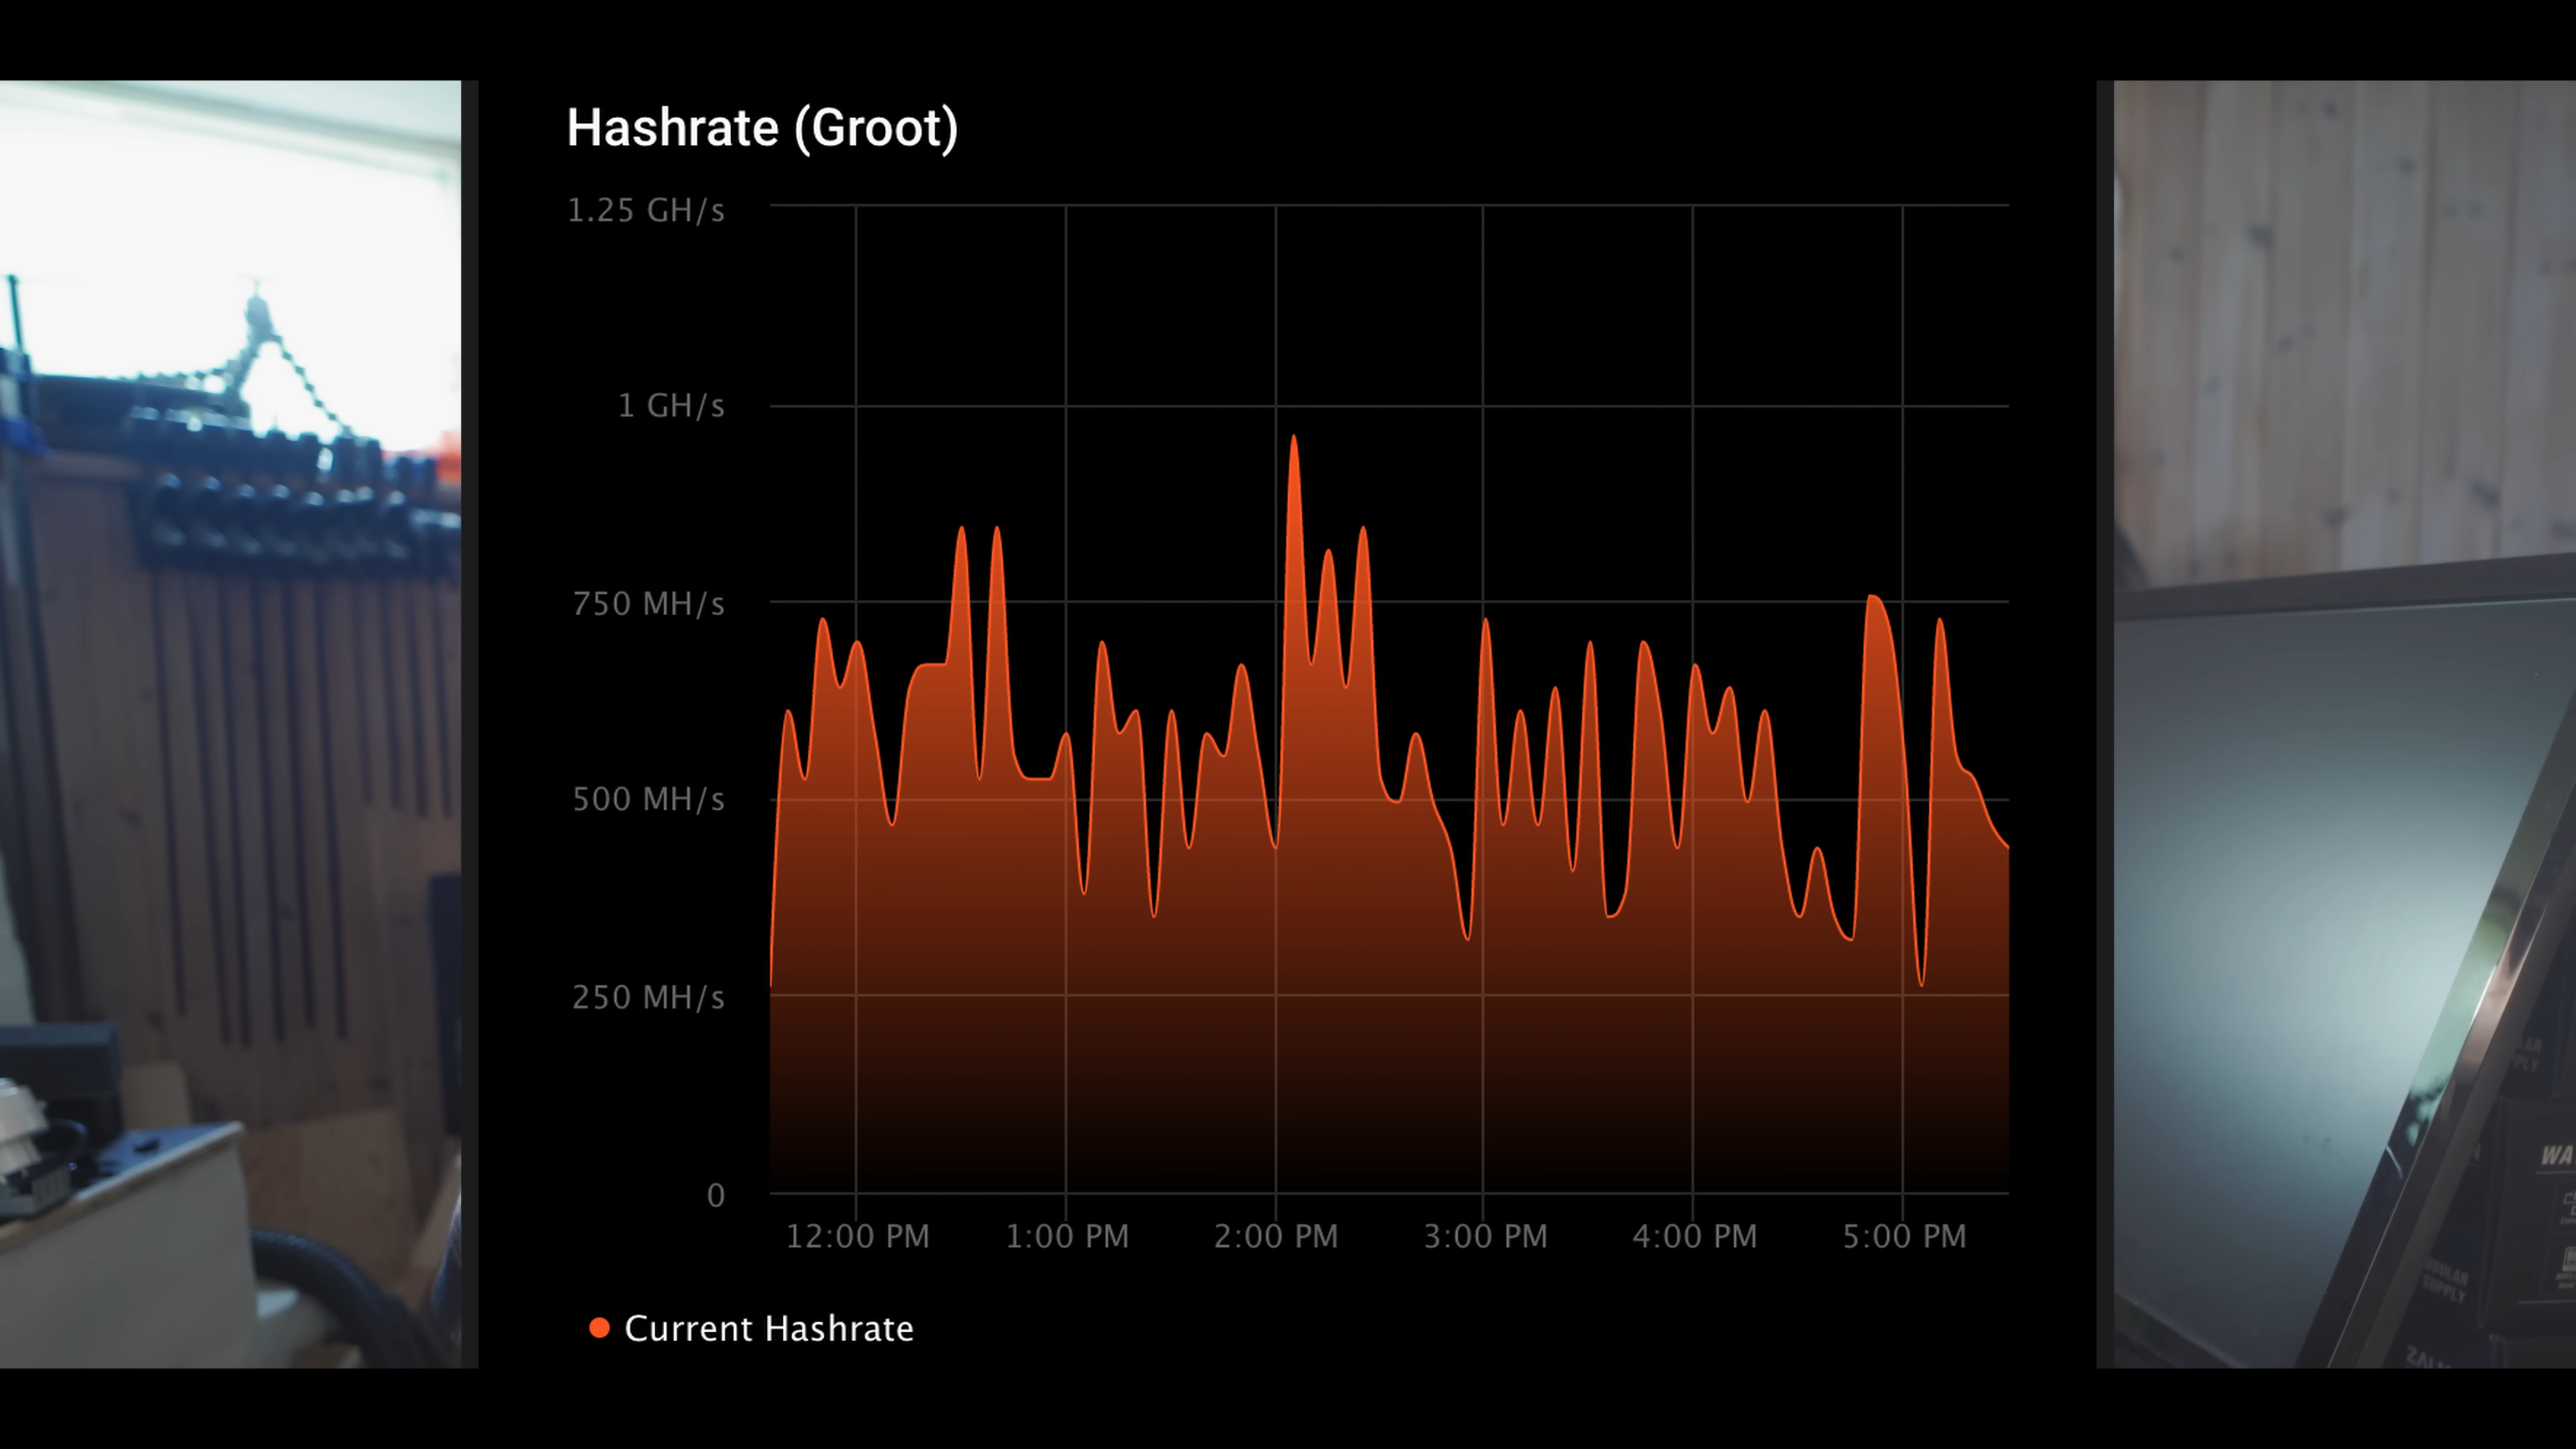 Hashrate (Groot)
1.25 GH/s
1 GH/s
750 MH/s
500 MH/s
250 MH/s
0
12:00 PM 1:00 PM 2:00 PM 3:00 PM 4:00 PM 5:00 PM
Current Hashrate
WA